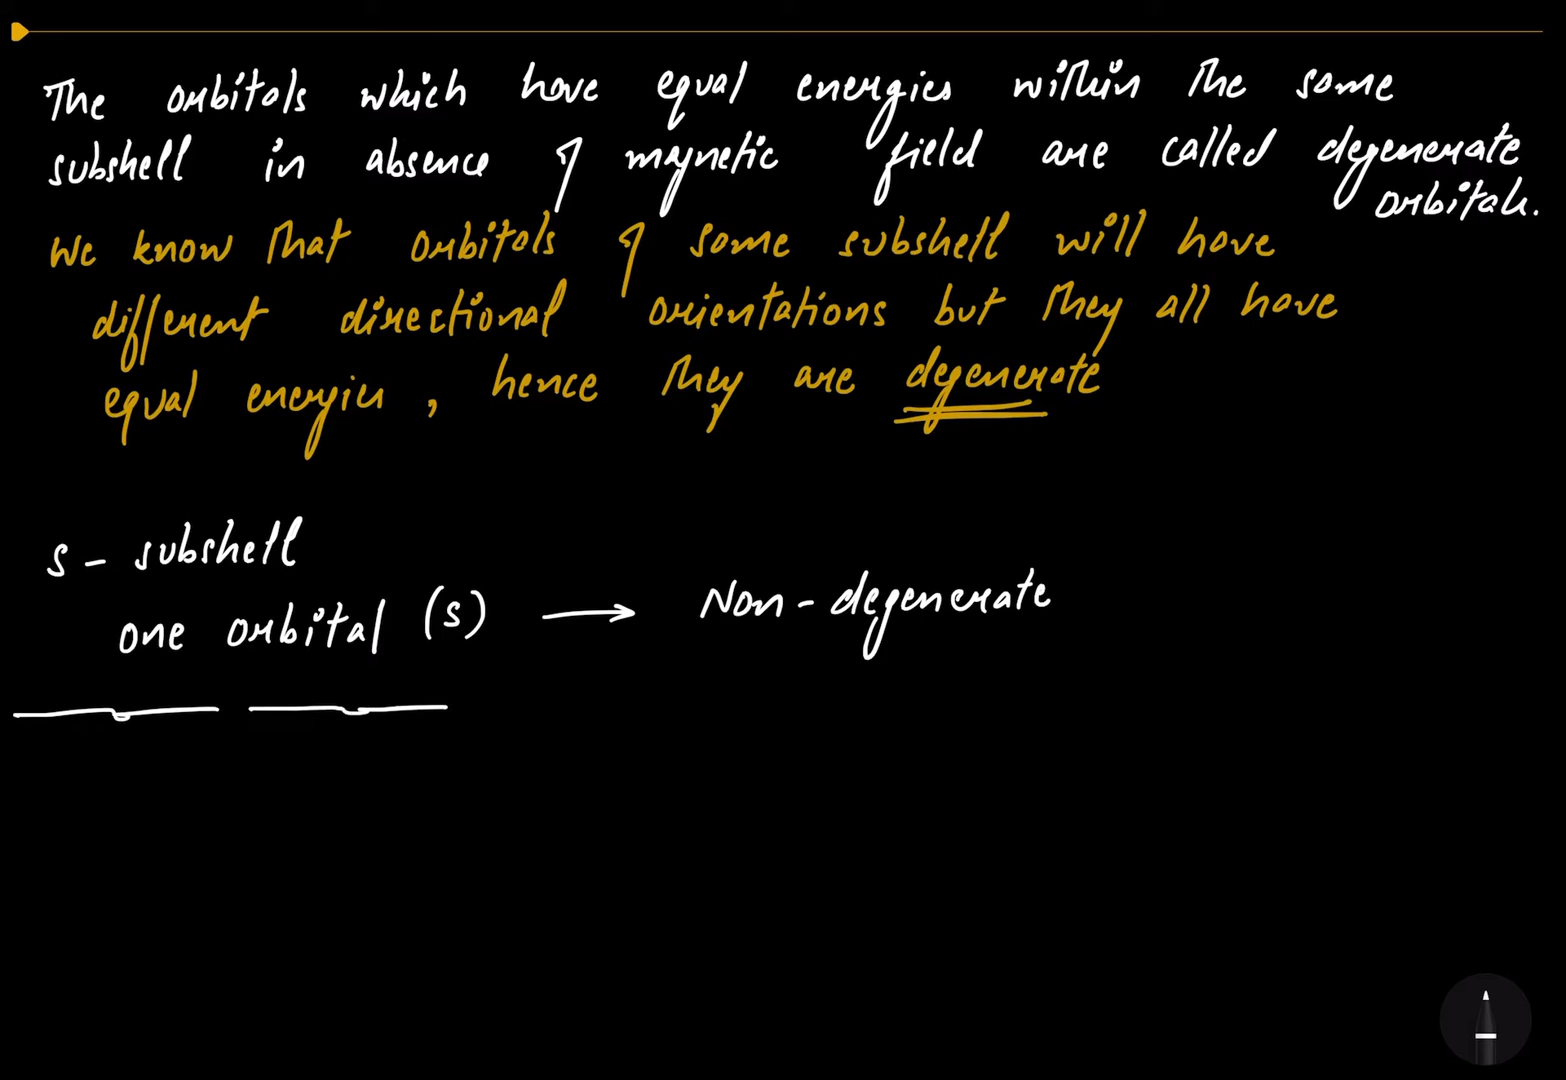 The orbitals which have equal energies within the same
subshell in absence of magnetic field are called degenerate
orbitals.
We know that orbitals of same subshell will have
different directional orientations but they all have
equal energies, hence they are degenerate
s - subshell
one orbital (s) → Non-degenerate